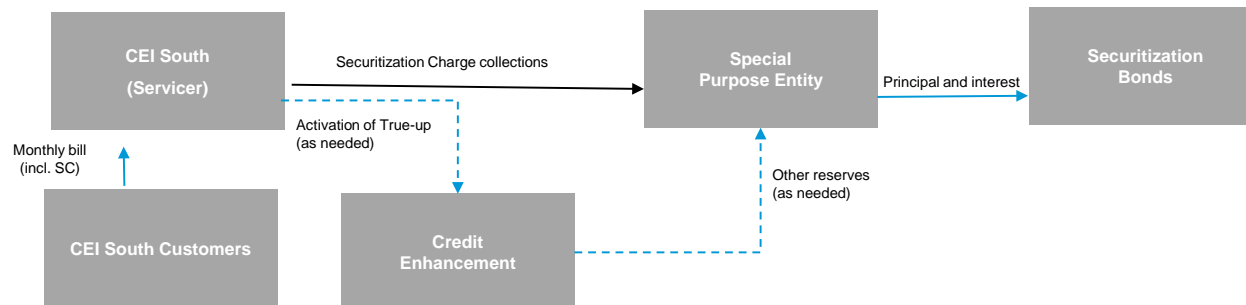 CEI South
(Servicer)
Securitization Charge collections
Special
Purpose Entity
Principal and interest
Securitization
Bonds
Activation of True-up
(as needed)
Monthly bill
(incl. SC)
Other reserves
(as needed)
CEI South Customers
Credit
Enhancement